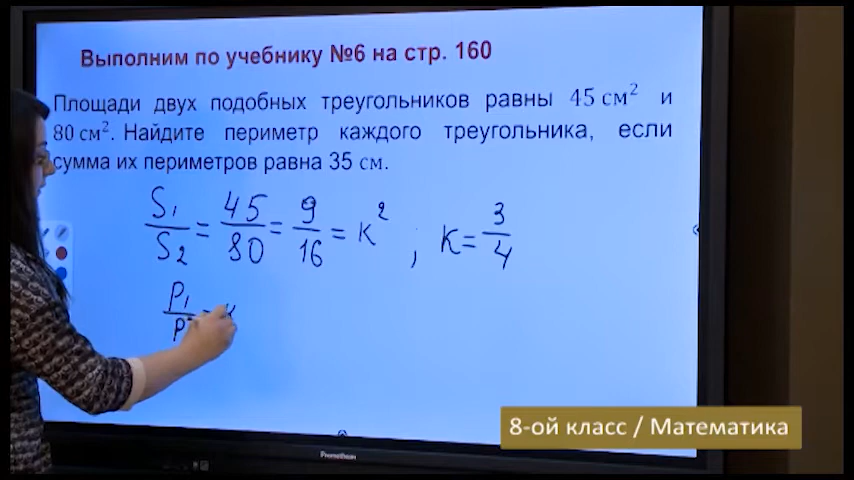 Выполним по учебнику №6 на стр. 160
Площади двух подобных треугольников равны 45 см² и
80 см². Найдите периметр каждого треугольника, если
сумма их периметров равна 35 см.
S₁/S₂ = 45/80 = 9/16 = K² ; K = 3/4
P₁/P = K
8-ой класс / Математика
Promethean